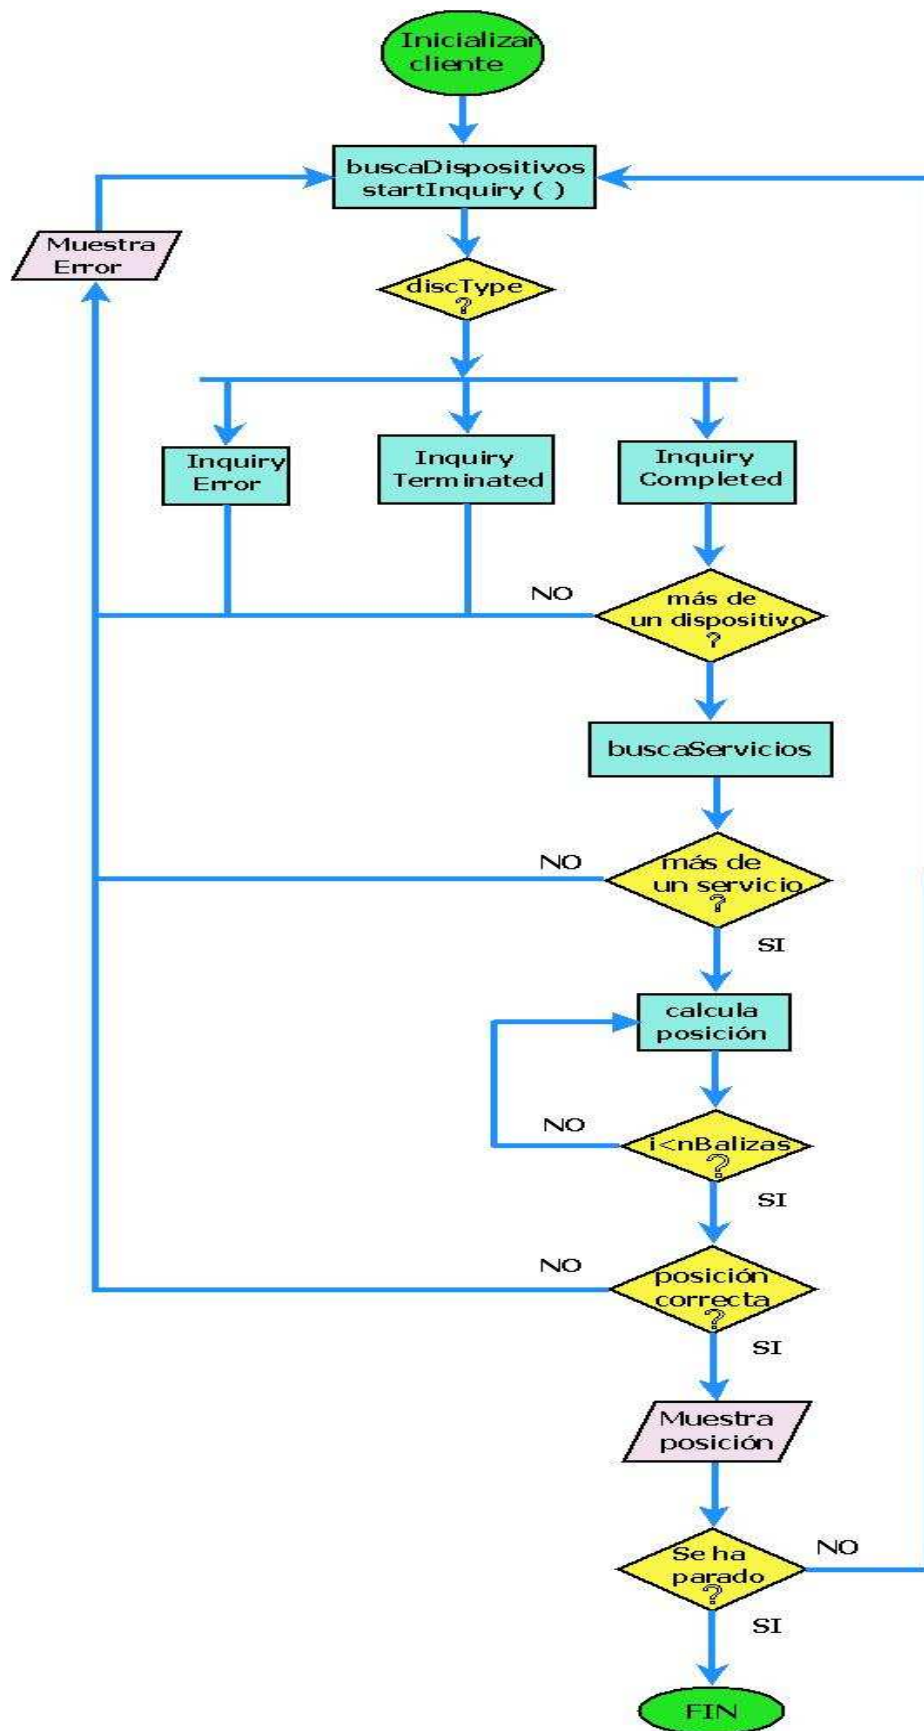 Inicializar
cliente
buscaDispositivos
startInquiry ( )
Muestra
Error
discType
?
Inquiry
Error
Inquiry
Terminated
Inquiry
Completed
NO
más de
un dispositivo
?
buscaServicios
NO
más de
un servicio
?
SI
calcula
posición
NO
i<nBalizas
?
SI
NO
posición
correcta
?
SI
Muestra
posición
Se ha
parado
?
NO
SI
FIN